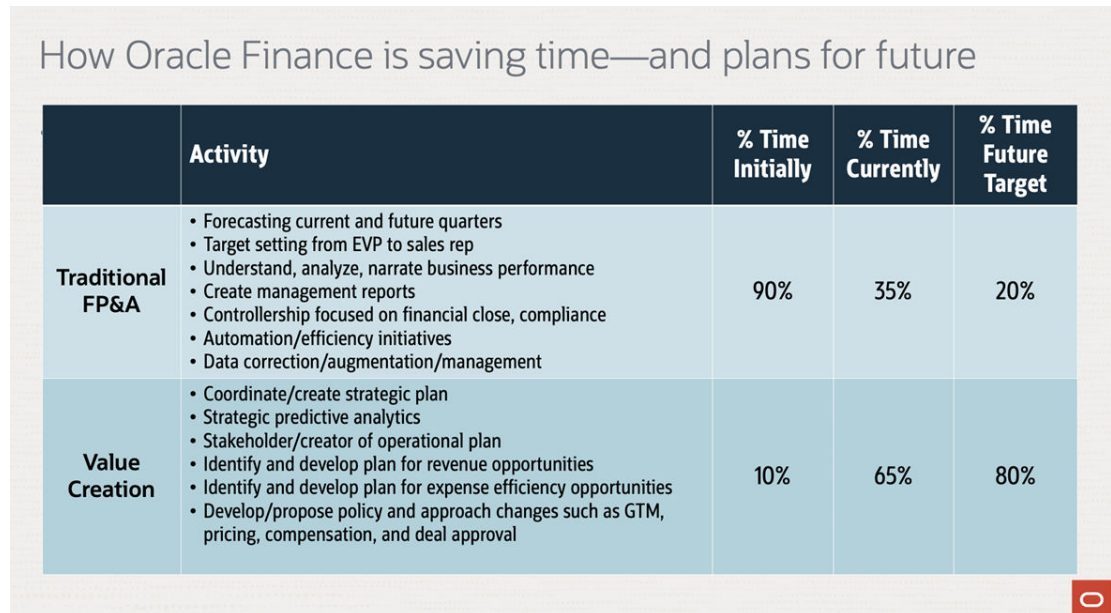 How Oracle Finance is saving time—and plans for future
Activity
% Time
Initially
% Time
Currently
% Time
Future
Target
Traditional
FP&A
• Forecasting current and future quarters
• Target setting from EVP to sales rep
• Understand, analyze, narrate business performance
• Create management reports
• Controllership focused on financial close, compliance
• Automation/efficiency initiatives
• Data correction/augmentation/management
90%
35%
20%
Value
Creation
• Coordinate/create strategic plan
• Strategic predictive analytics
• Stakeholder/creator of operational plan
• Identify and develop plan for revenue opportunities
• Identify and develop plan for expense efficiency opportunities
• Develop/propose policy and approach changes such as GTM,
pricing, compensation, and deal approval
10%
65%
80%